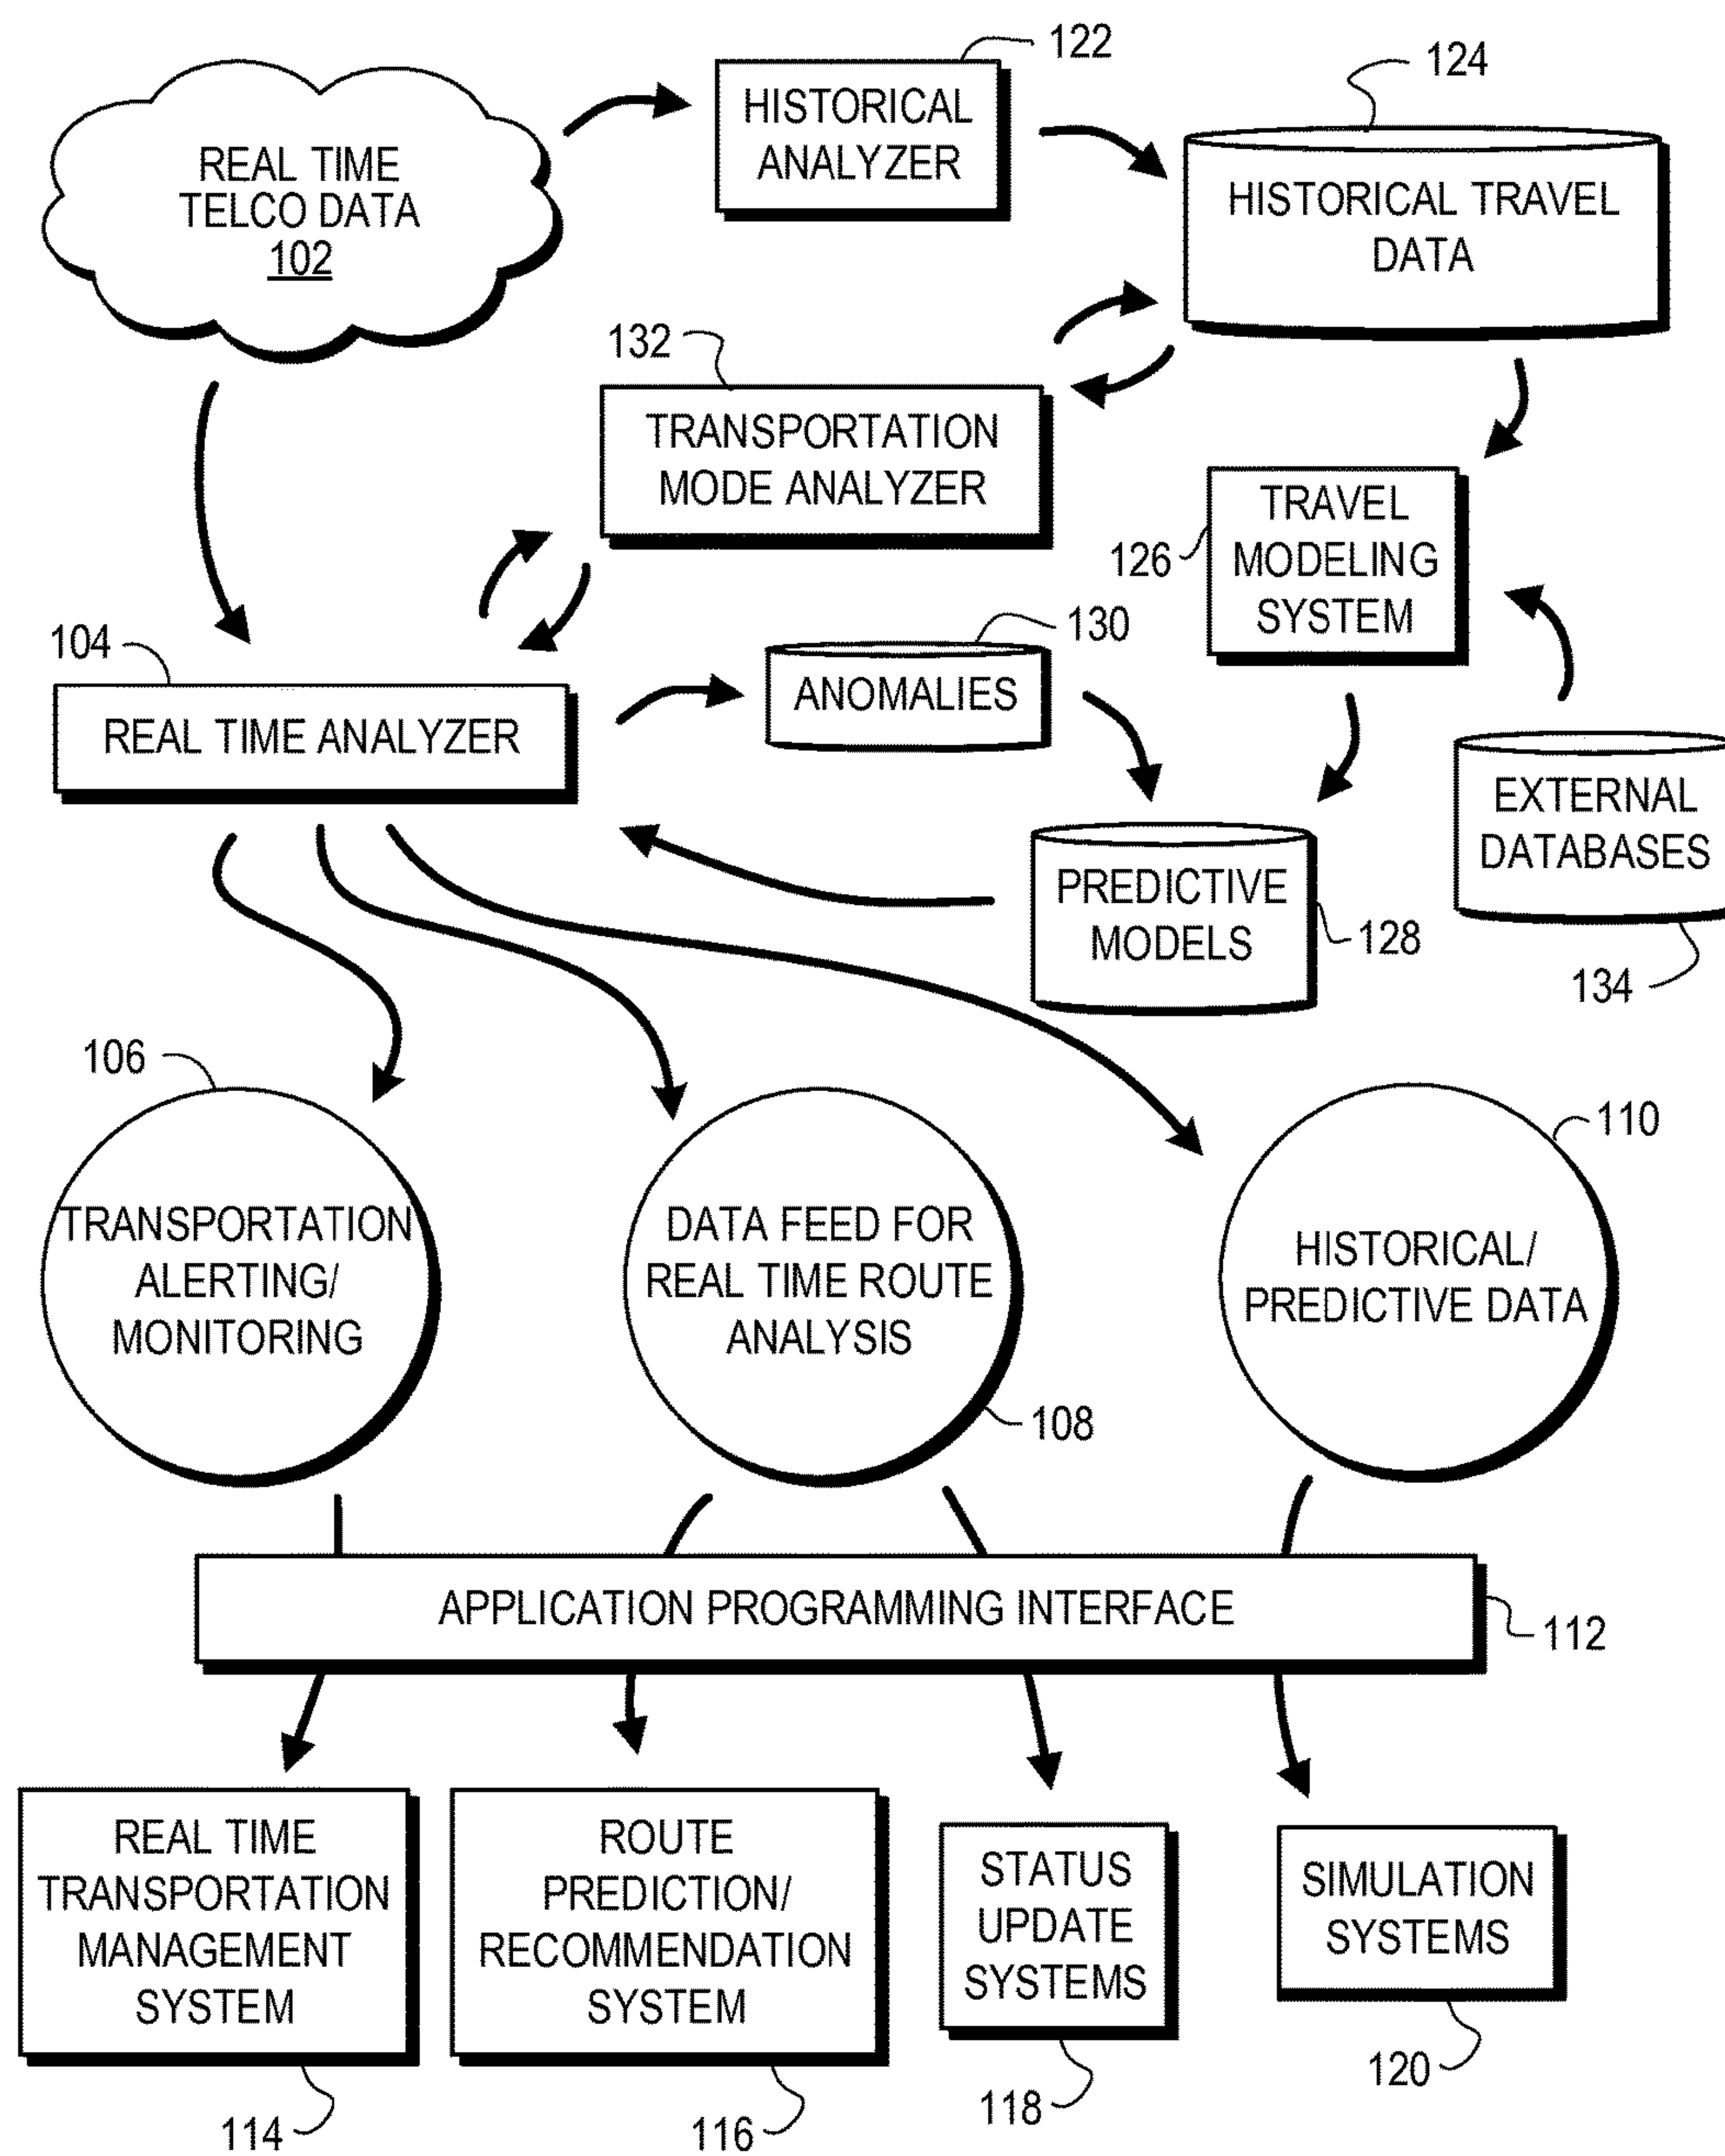 122
HISTORICAL
ANALYZER
124
REAL TIME
TELCO DATA
102
HISTORICAL TRAVEL
DATA
132
TRANSPORTATION
MODE ANALYZER
126
TRAVEL
MODELING
SYSTEM
104
REAL TIME ANALYZER
130
ANOMALIES
EXTERNAL
DATABASES
134
PREDICTIVE
MODELS
128
106
TRANSPORTATION
ALERTING/
MONITORING
DATA FEED FOR
REAL TIME ROUTE
ANALYSIS
108
110
HISTORICAL/
PREDICTIVE DATA
APPLICATION PROGRAMMING INTERFACE
112
REAL TIME
TRANSPORTATION
MANAGEMENT
SYSTEM
114
ROUTE
PREDICTION/
RECOMMENDATION
SYSTEM
116
STATUS
UPDATE
SYSTEMS
118
SIMULATION
SYSTEMS
120